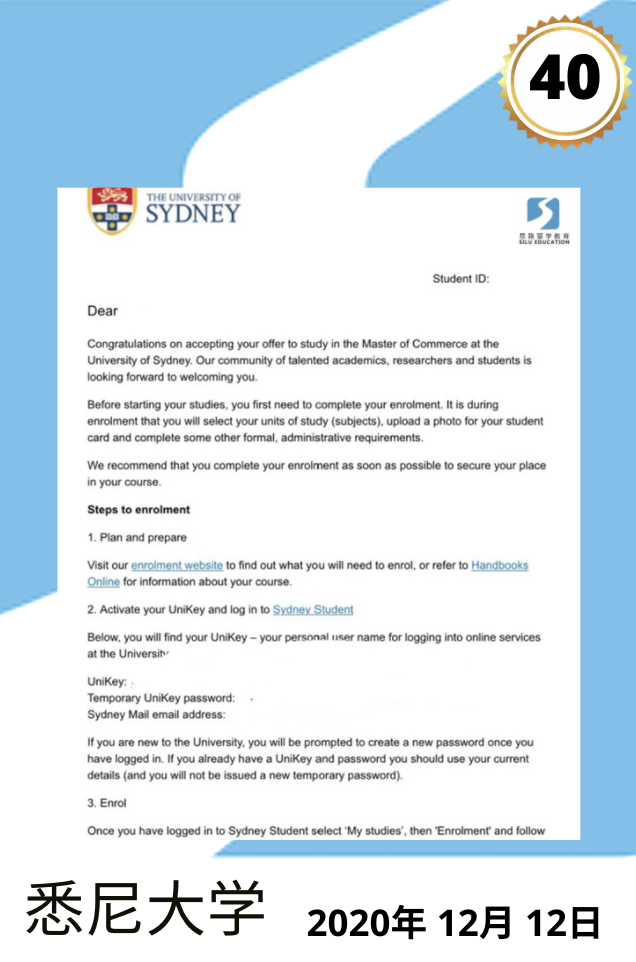 40
THE UNIVERSITY OF
SYDNEY
思路留学教育
SILU EDUCATION
Student ID:
Dear
Congratulations on accepting your offer to study in the Master of Commerce at the
University of Sydney. Our community of talented academics, researchers and students is
looking forward to welcoming you.
Before starting your studies, you first need to complete your enrolment. It is during
enrolment that you will select your units of study (subjects), upload a photo for your student
card and complete some other formal, administrative requirements.
We recommend that you complete your enrolment as soon as possible to secure your place
in your course.
Steps to enrolment
1. Plan and prepare
Visit our enrolment website to find out what you will need to enrol, or refer to Handbooks
Online for information about your course.
2. Activate your UniKey and log in to Sydney Student
Below, you will find your UniKey – your personal user name for logging into online services
at the University
UniKey:
Temporary UniKey password:
Sydney Mail email address:
If you are new to the University, you will be prompted to create a new password once you
have logged in. If you already have a UniKey and password you should use your current
details (and you will not be issued a new temporary password).
3. Enrol
Once you have logged in to Sydney Student select ‘My studies’, then 'Enrolment' and follow
悉尼大学
2020年 12月 12日